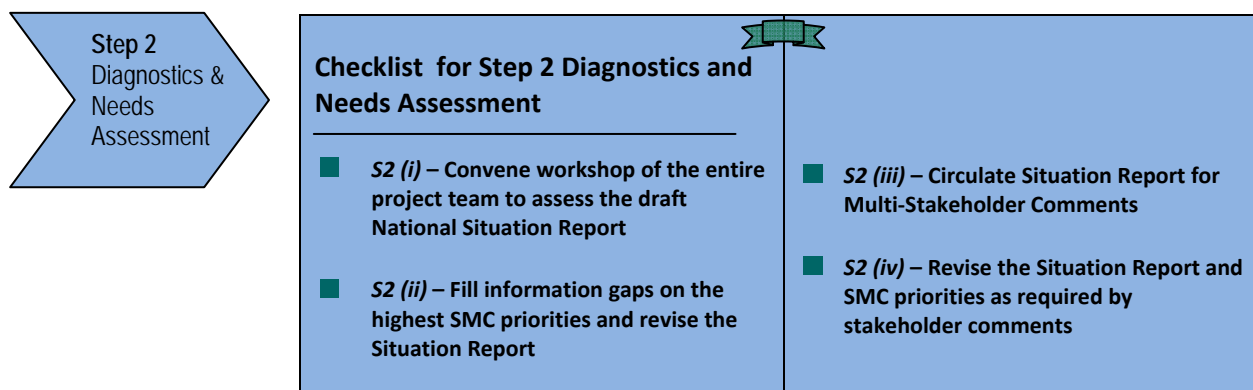 Step 2
Diagnostics &
Needs
Assessment
Checklist for Step 2 Diagnostics and
Needs Assessment
S2 (i) – Convene workshop of the entire
project team to assess the draft
National Situation Report
S2 (ii) – Fill information gaps on the
highest SMC priorities and revise the
Situation Report
S2 (iii) – Circulate Situation Report for
Multi-Stakeholder Comments
S2 (iv) – Revise the Situation Report and
SMC priorities as required by
stakeholder comments